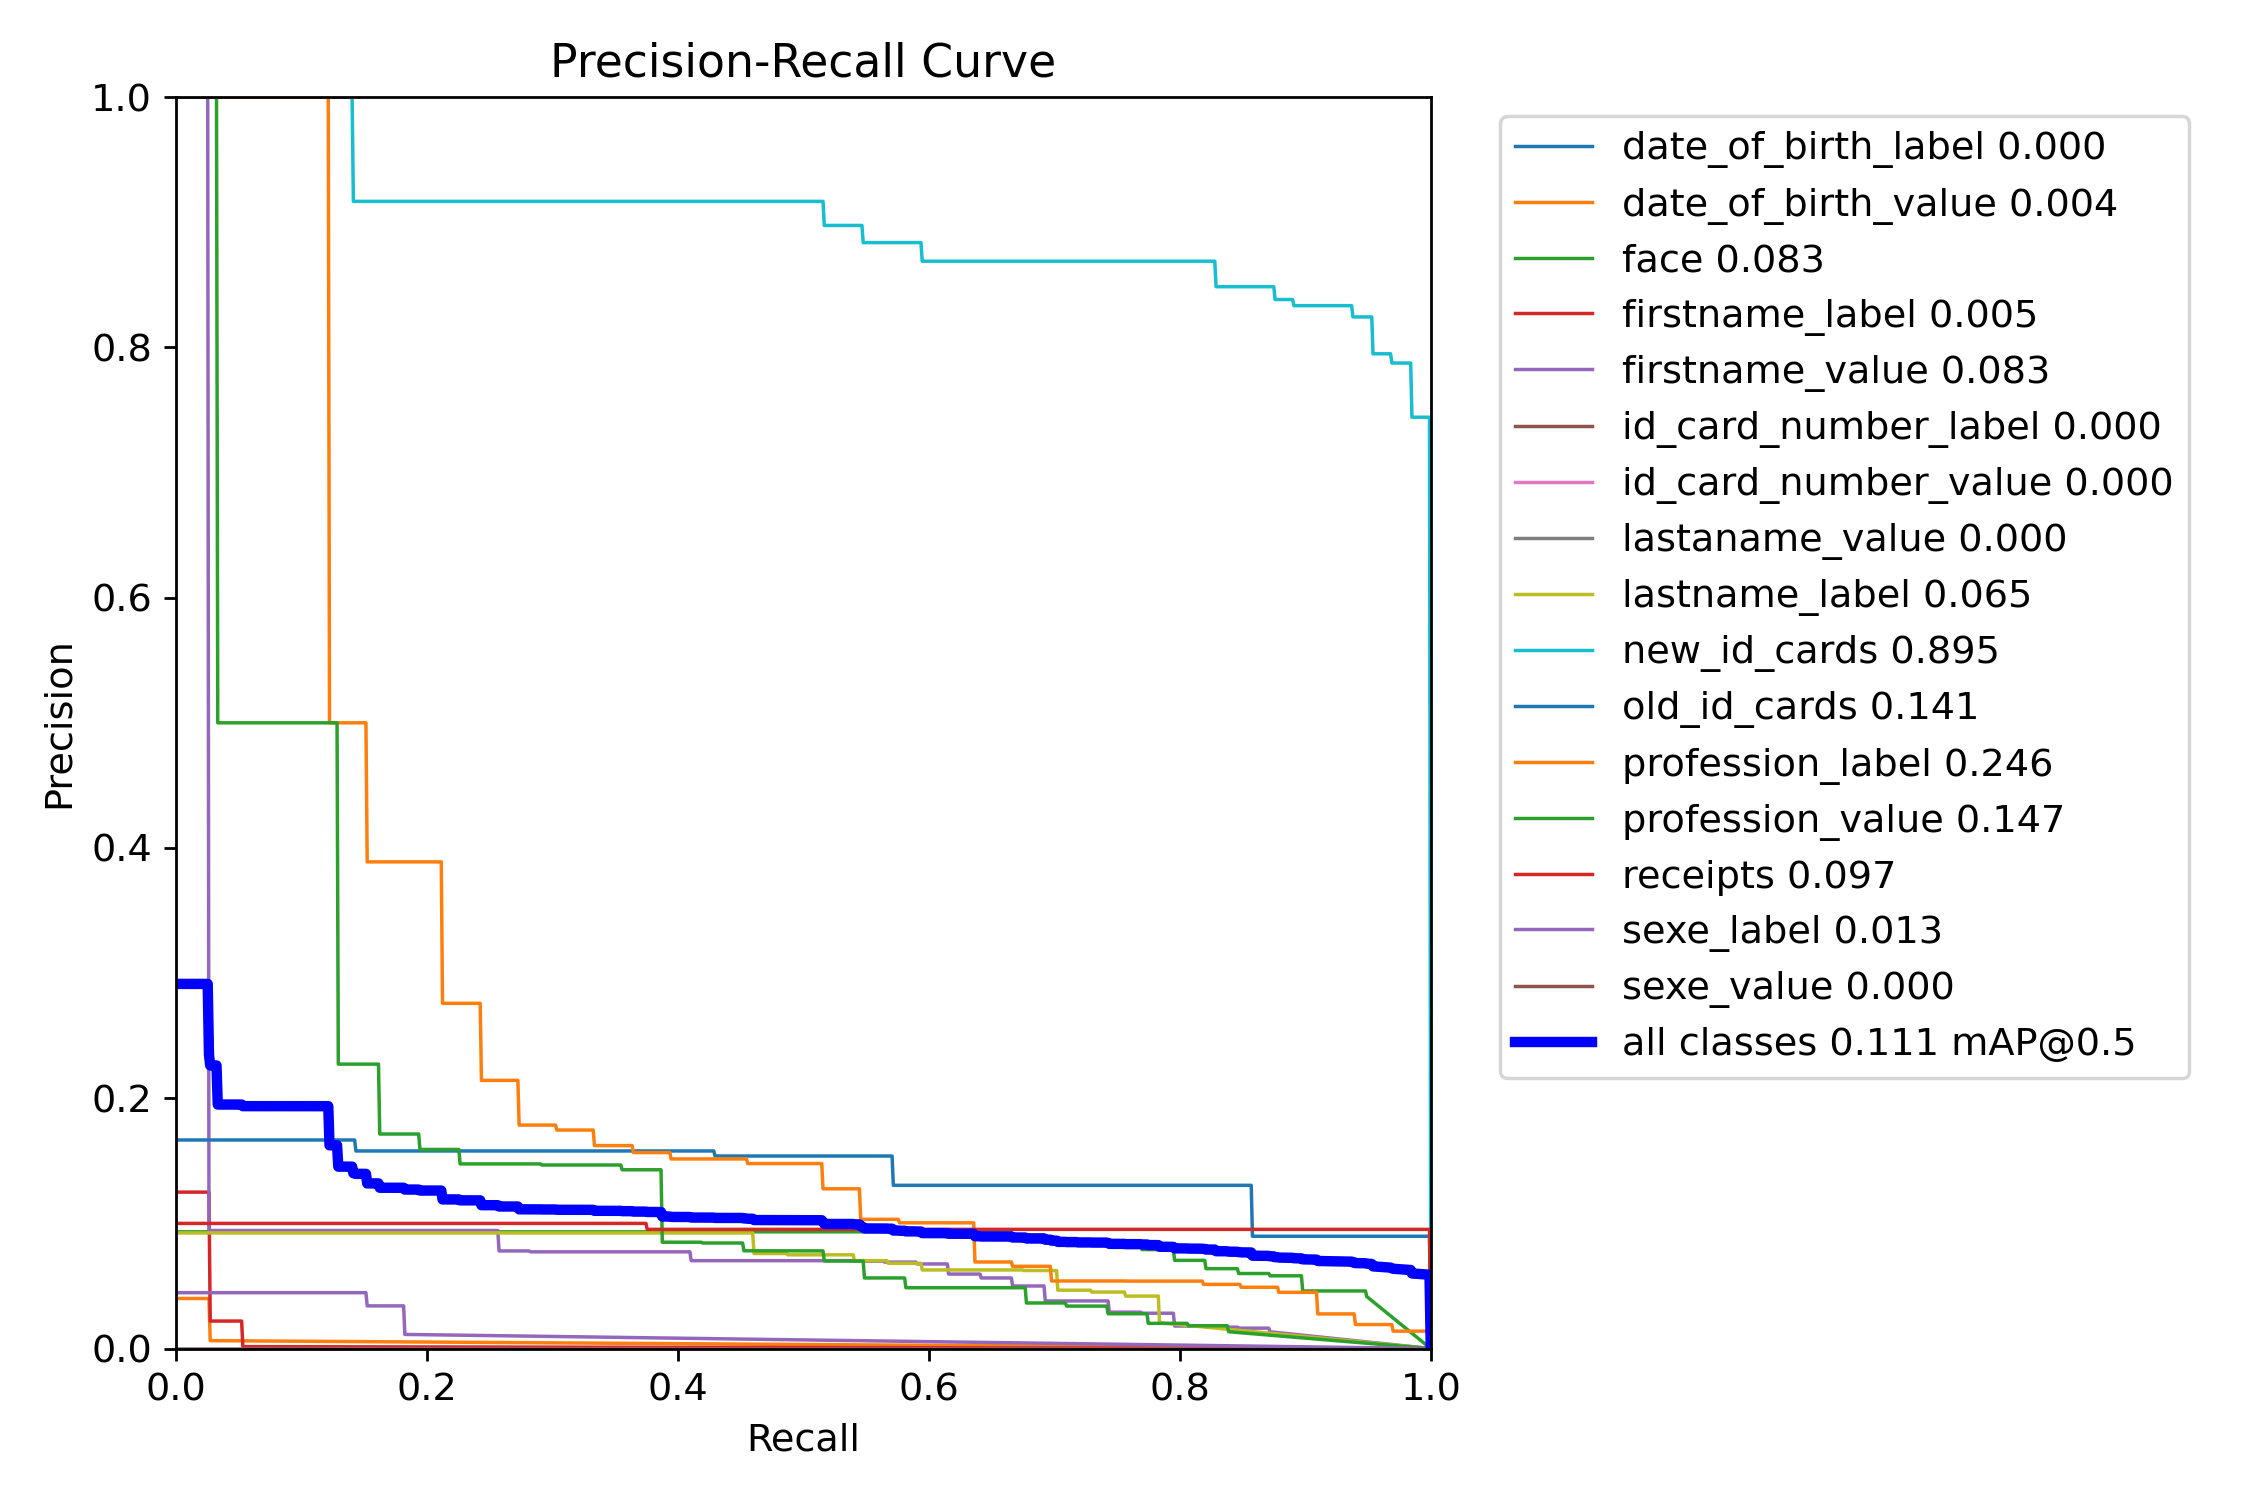 Precision-Recall Curve
1.0
0.8
0.6
0.4
0.2
0.0
Precision
0.0 0.2 0.4 0.6 0.8 1.0
Recall
date_of_birth_label 0.000
date_of_birth_value 0.004
face 0.083
firstname_label 0.005
firstname_value 0.083
id_card_number_label 0.000
id_card_number_value 0.000
lastaname_value 0.000
lastname_label 0.065
new_id_cards 0.895
old_id_cards 0.141
profession_label 0.246
profession_value 0.147
receipts 0.097
sexe_label 0.013
sexe_value 0.000
all classes 0.111 mAP@0.5